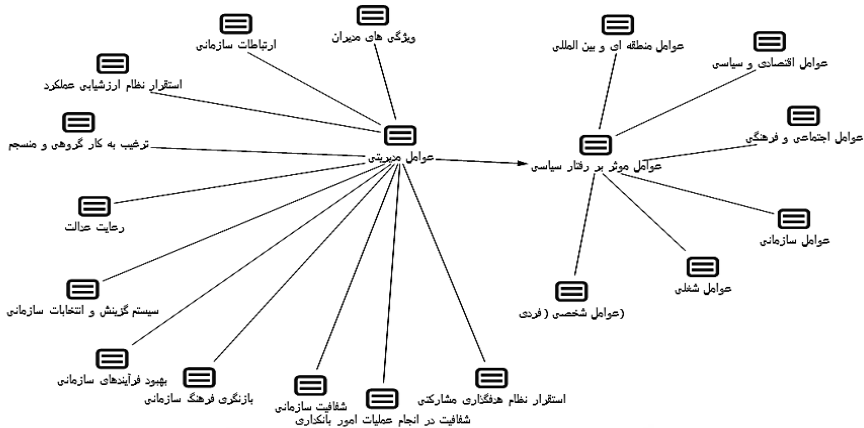 ویژگی های مدیران
ارتباطات سازمانی
استقرار نظام ارزشیابی عملکرد
ترغیب به کار گروهی و منسجم
عوامل مدیریتی
رعایت عدالت
سیستم گزینش و انتخابات سازمانی
بهبود فرآیندهای سازمانی
بازنگری فرهنگ سازمانی
شفافیت سازمانی
شفافیت در انجام عملیات امور بانکداری
استقرار نظام هرفگذاری مشارکتی
عوامل منطقه ای و بین المللی
عوامل اقتصادی و سیاسی
عوامل اجتماعی و فرهنگی
عوامل موثر بر رفتار سیاسی
عوامل سازمانی
عوامل شغلی
(عوامل شخصی ( فردی